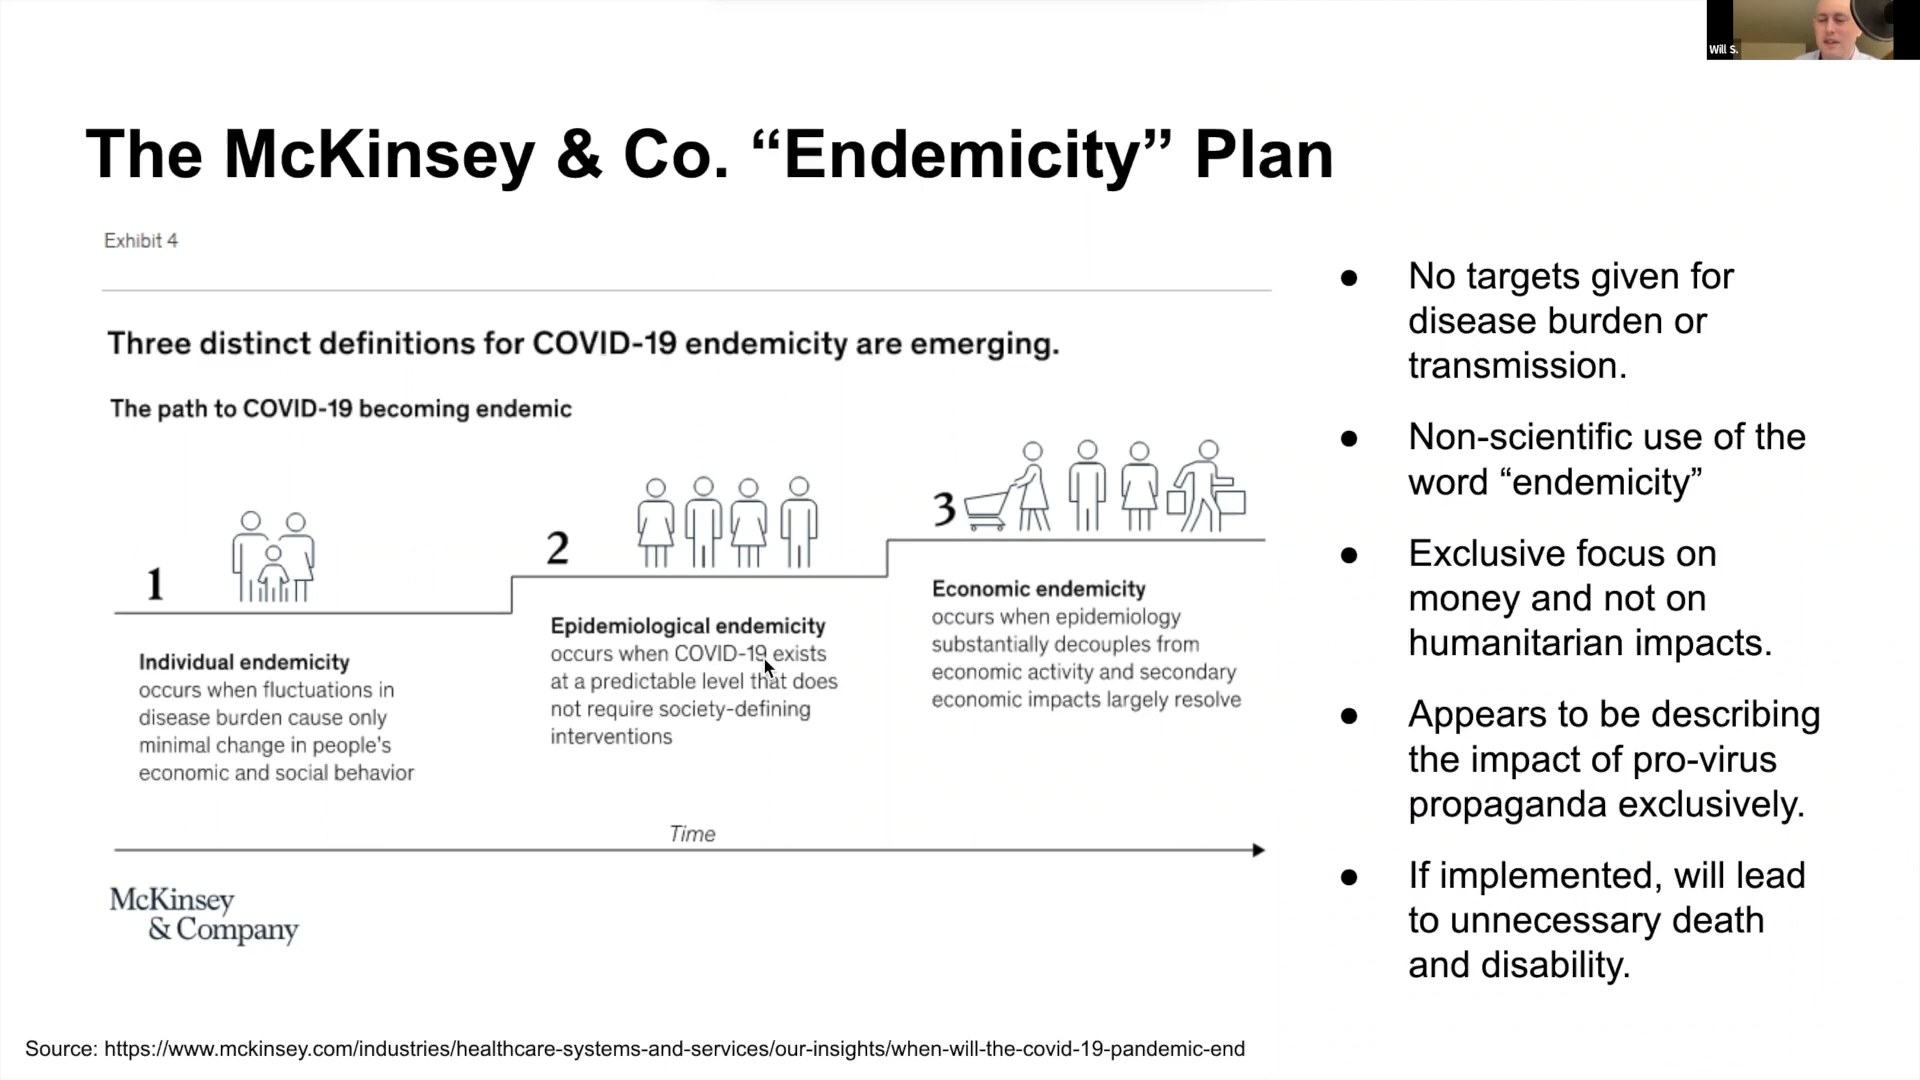 Will S.
The McKinsey & Co. “Endemicity” Plan
Exhibit 4
Three distinct definitions for COVID-19 endemicity are emerging.
The path to COVID-19 becoming endemic
1
Individual endemicity
occurs when fluctuations in
disease burden cause only
minimal change in people's
economic and social behavior
2
Epidemiological endemicity
occurs when COVID-19 exists
at a predictable level that does
not require society-defining
interventions
3
Economic endemicity
occurs when epidemiology
substantially decouples from
economic activity and secondary
economic impacts largely resolve
Time
McKinsey
& Company
● No targets given for
disease burden or
transmission.
● Non-scientific use of the
word “endemicity”
● Exclusive focus on
money and not on
humanitarian impacts.
● Appears to be describing
the impact of pro-virus
propaganda exclusively.
● If implemented, will lead
to unnecessary death
and disability.
Source: https://www.mckinsey.com/industries/healthcare-systems-and-services/our-insights/when-will-the-covid-19-pandemic-end